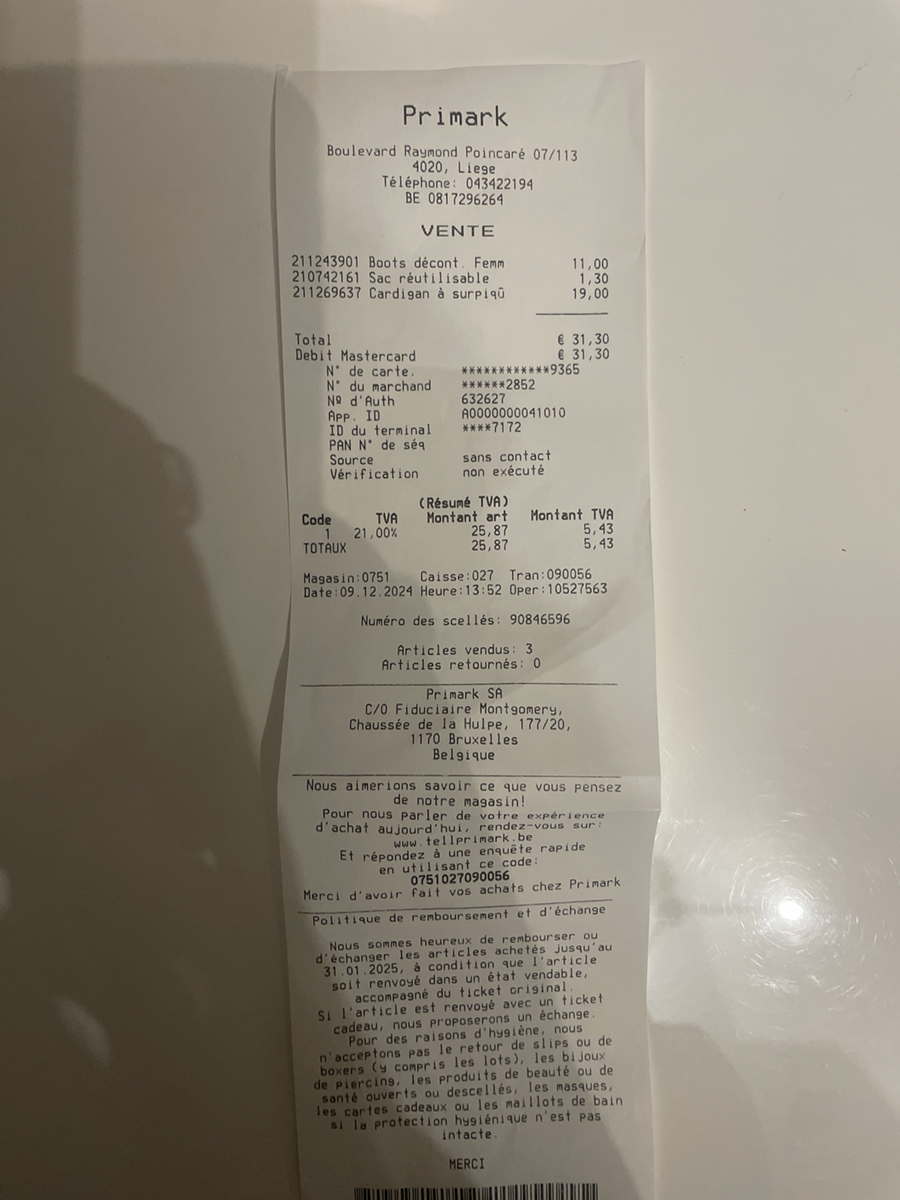 Primark
Boulevard Raymond Poincaré 07/113
4020, Liege
Téléphone: 043422194
BE 0817296264
VENTE
211243901 Boots décont. Femm 11,00
210742161 Sac réutilisable 1,30
211269637 Cardigan à surpiqû 19,00
Total € 31,30
Debit Mastercard € 31,30
N° de carte. ************9365
N° du marchand ******2852
Nº d'Auth 632627
App. ID A0000000041010
ID du terminal ****7172
PAN N° de séq
Source sans contact
Vérification non exécuté
(Résumé TVA)
Code TVA Montant art Montant TVA
1 21,00% 25,87 5,43
TOTAUX 25,87 5,43
Magasin:0751 Caisse:027 Tran:090056
Date:09.12.2024 Heure:13:52 Oper:10527563
Numéro des scellés: 90846596
Articles vendus: 3
Articles retournés: 0
Primark SA
C/O Fiduciaire Montgomery,
Chaussée de la Hulpe, 177/20,
1170 Bruxelles
Belgique
Nous aimerions savoir ce que vous pensez
de notre magasin!
Pour nous parler de votre expérience
d'achat aujourd'hui, rendez-vous sur:
www.tellprimark.be
Et répondez à une enquête rapide
en utilisant ce code:
0751027090056
Merci d'avoir fait vos achats chez Primark
Politique de remboursement et d'échange
Nous sommes heureux de rembourser ou
d'échanger les articles achetés jusqu'au
31.01.2025, à condition que l'article
soit renvoyé dans un état vendable,
accompagné du ticket original.
Si l'article est renvoyé avec un ticket
cadeau, nous proposerons un échange.
Pour des raisons d'hygiène, nous
n'acceptons pas le retour de slips ou de
boxers (y compris les lots), les bijoux
de piercing, les produits de beauté ou de
santé ouverts ou descellés, les masques,
les cartes cadeaux ou les maillots de bain
si la protection hygiénique n'est pas
intacte.
MERCI